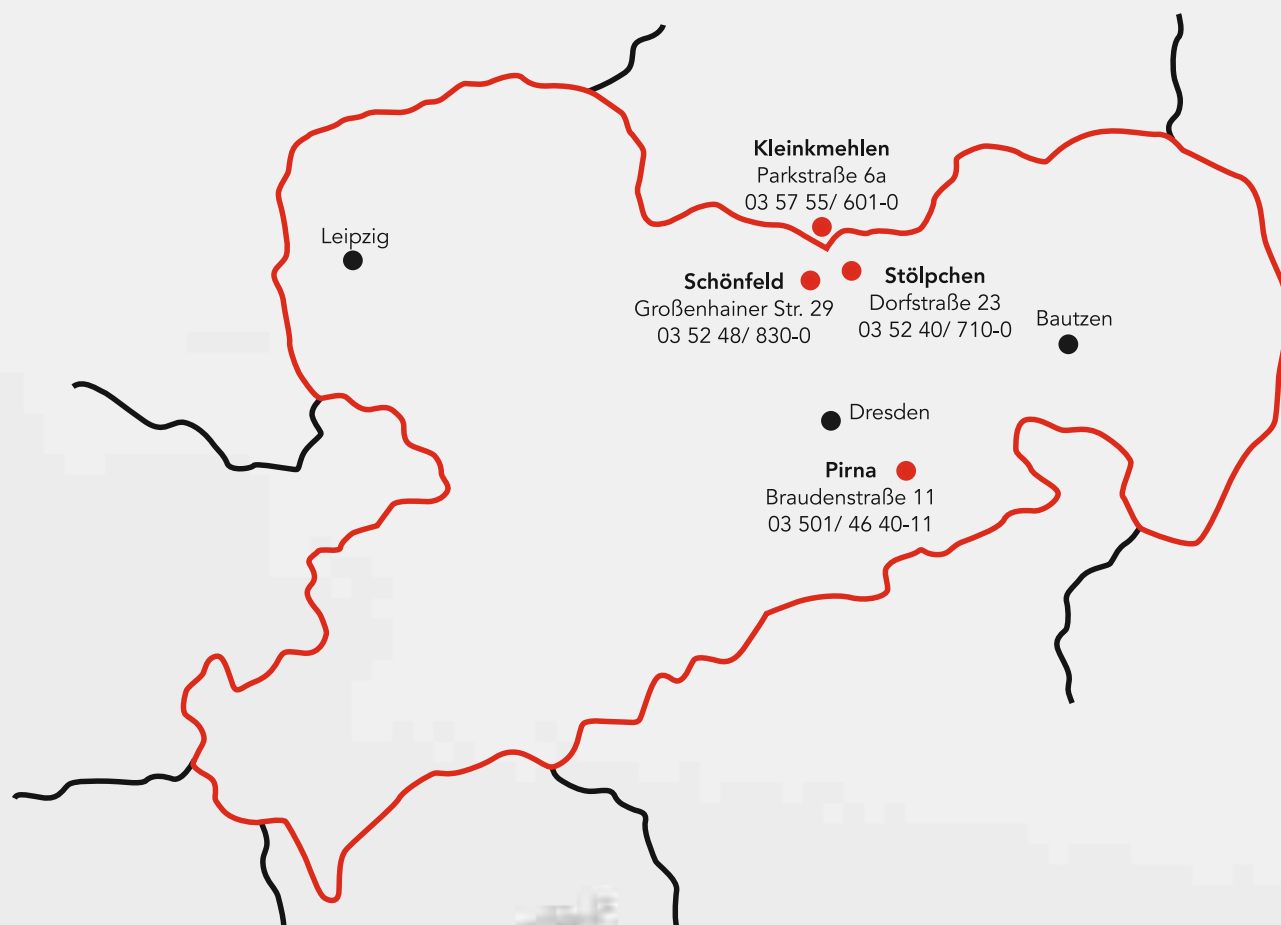 Kleinkmehlen
Parkstraße 6a
03 57 55/ 601-0
Leipzig
Schönfeld
Großenhainer Str. 29
03 52 48/ 830-0
Stölpchen
Dorfstraße 23
03 52 40/ 710-0
Bautzen
Dresden
Pirna
Braudenstraße 11
03 501/ 46 40-11